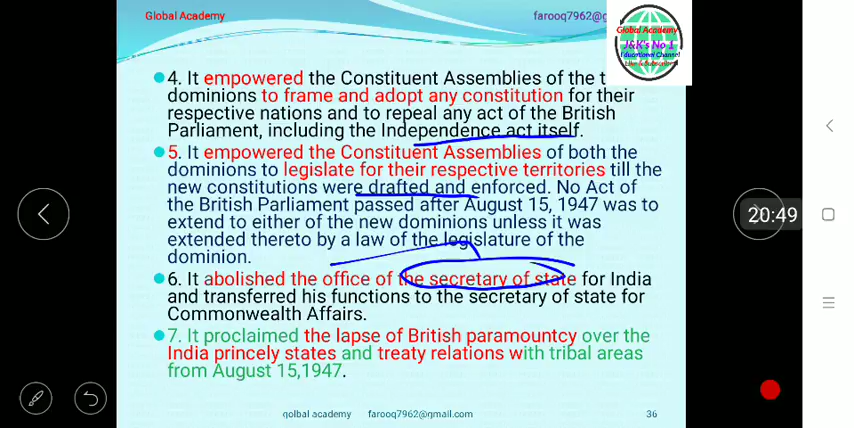 Global Academy
farooq7962@g
Global Academy
J&K's No 1
Educational Channel
Like & Subscribe
4. It empowered the Constituent Assemblies of the t
dominions to frame and adopt any constitution for their
respective nations and to repeal any act of the British
Parliament, including the Independence act itself.
5. It empowered the Constituent Assemblies of both the
dominions to legislate for their respective territories till the
new constitutions were drafted and enforced. No Act of
the British Parliament passed after August 15, 1947 was to
extend to either of the new dominions unless it was
extended thereto by a law of the legislature of the
dominion.
20:49
6. It abolished the office of the secretary of state for India
and transferred his functions to the secretary of state for
Commonwealth Affairs.
7. It proclaimed the lapse of British paramountcy over the
India princely states and treaty relations with tribal areas
from August 15,1947.
golbal academy farooq7962@gmail.com 36